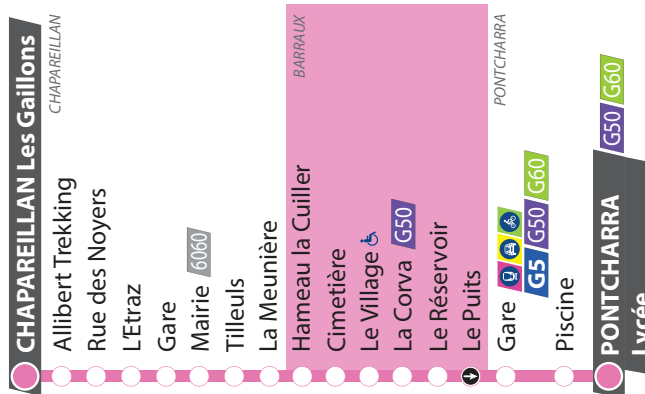 CHAPAREILLAN Les Gaillons
CHAPAREILLAN
Allibert Trekking
Rue des Noyers
L'Etraz
Gare
Mairie 6060
Tilleuls
La Meunière
BARRAUX
Hameau la Cuiller
Cimetière
Le Village
La Corva G50
Le Réservoir
Le Puits
PONTCHARRA
Gare
G5 G50 G60
Piscine
PONTCHARRA G50 G60
Lycée